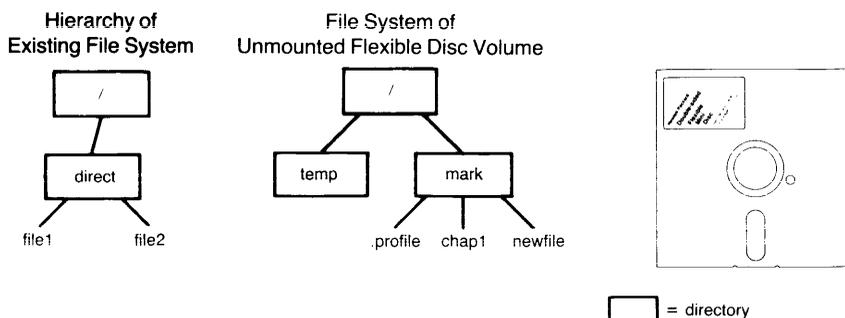 Hierarchy of
Existing File System
File System of
Unmounted Flexible Disc Volume
/
direct
file1
file2
/
temp
mark
.profile
chap1
newfile
= directory